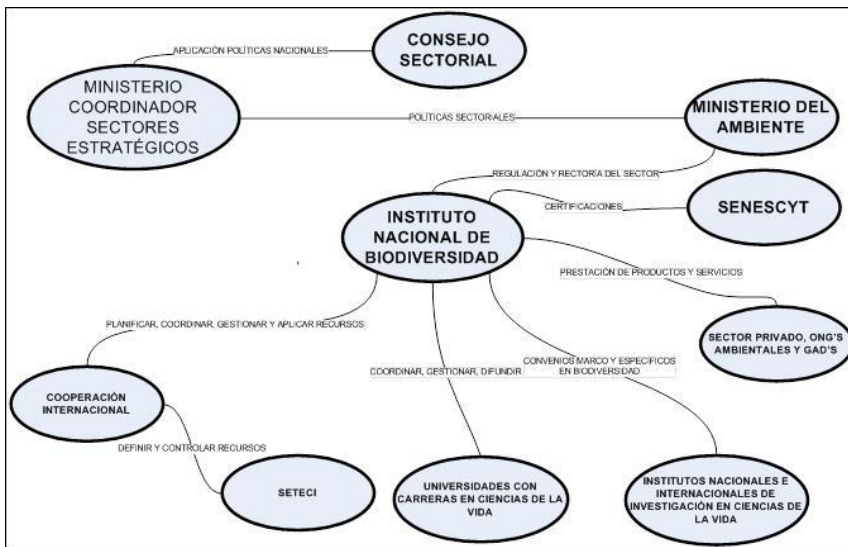 CONSEJO
SECTORIAL
APLICACIÓN POLÍTICAS NACIONALES
MINISTERIO
COORDINADOR
SECTORES
ESTRATÉGICOS
POLÍTICAS SECTORIALES
MINISTERIO DEL
AMBIENTE
REGULACIÓN Y RECTORÍA DEL SECTOR
CERTIFICACIONES
SENESCYT
INSTITUTO
NACIONAL DE
BIODIVERSIDAD
PRESTACIÓN DE PRODUCTOS Y SERVICIOS
SECTOR PRIVADO, ONG'S
AMBIENTALES Y GAD'S
PLANIFICAR, COORDINAR, GESTIONAR Y APLICAR RECURSOS
COORDINAR, GESTIONAR, DIFUNDIR
CONVENIOS MARCO Y ESPECÍFICOS
EN BIODIVERSIDAD
COOPERACIÓN
INTERNACIONAL
DEFINIR Y CONTROLAR RECURSOS
SETECI
UNIVERSIDADES CON
CARRERAS EN CIENCIAS DE LA
VIDA
INSTITUTOS NACIONALES E
INTERNACIONALES DE
INVESTIGACIÓN EN CIENCIAS DE
LA VIDA